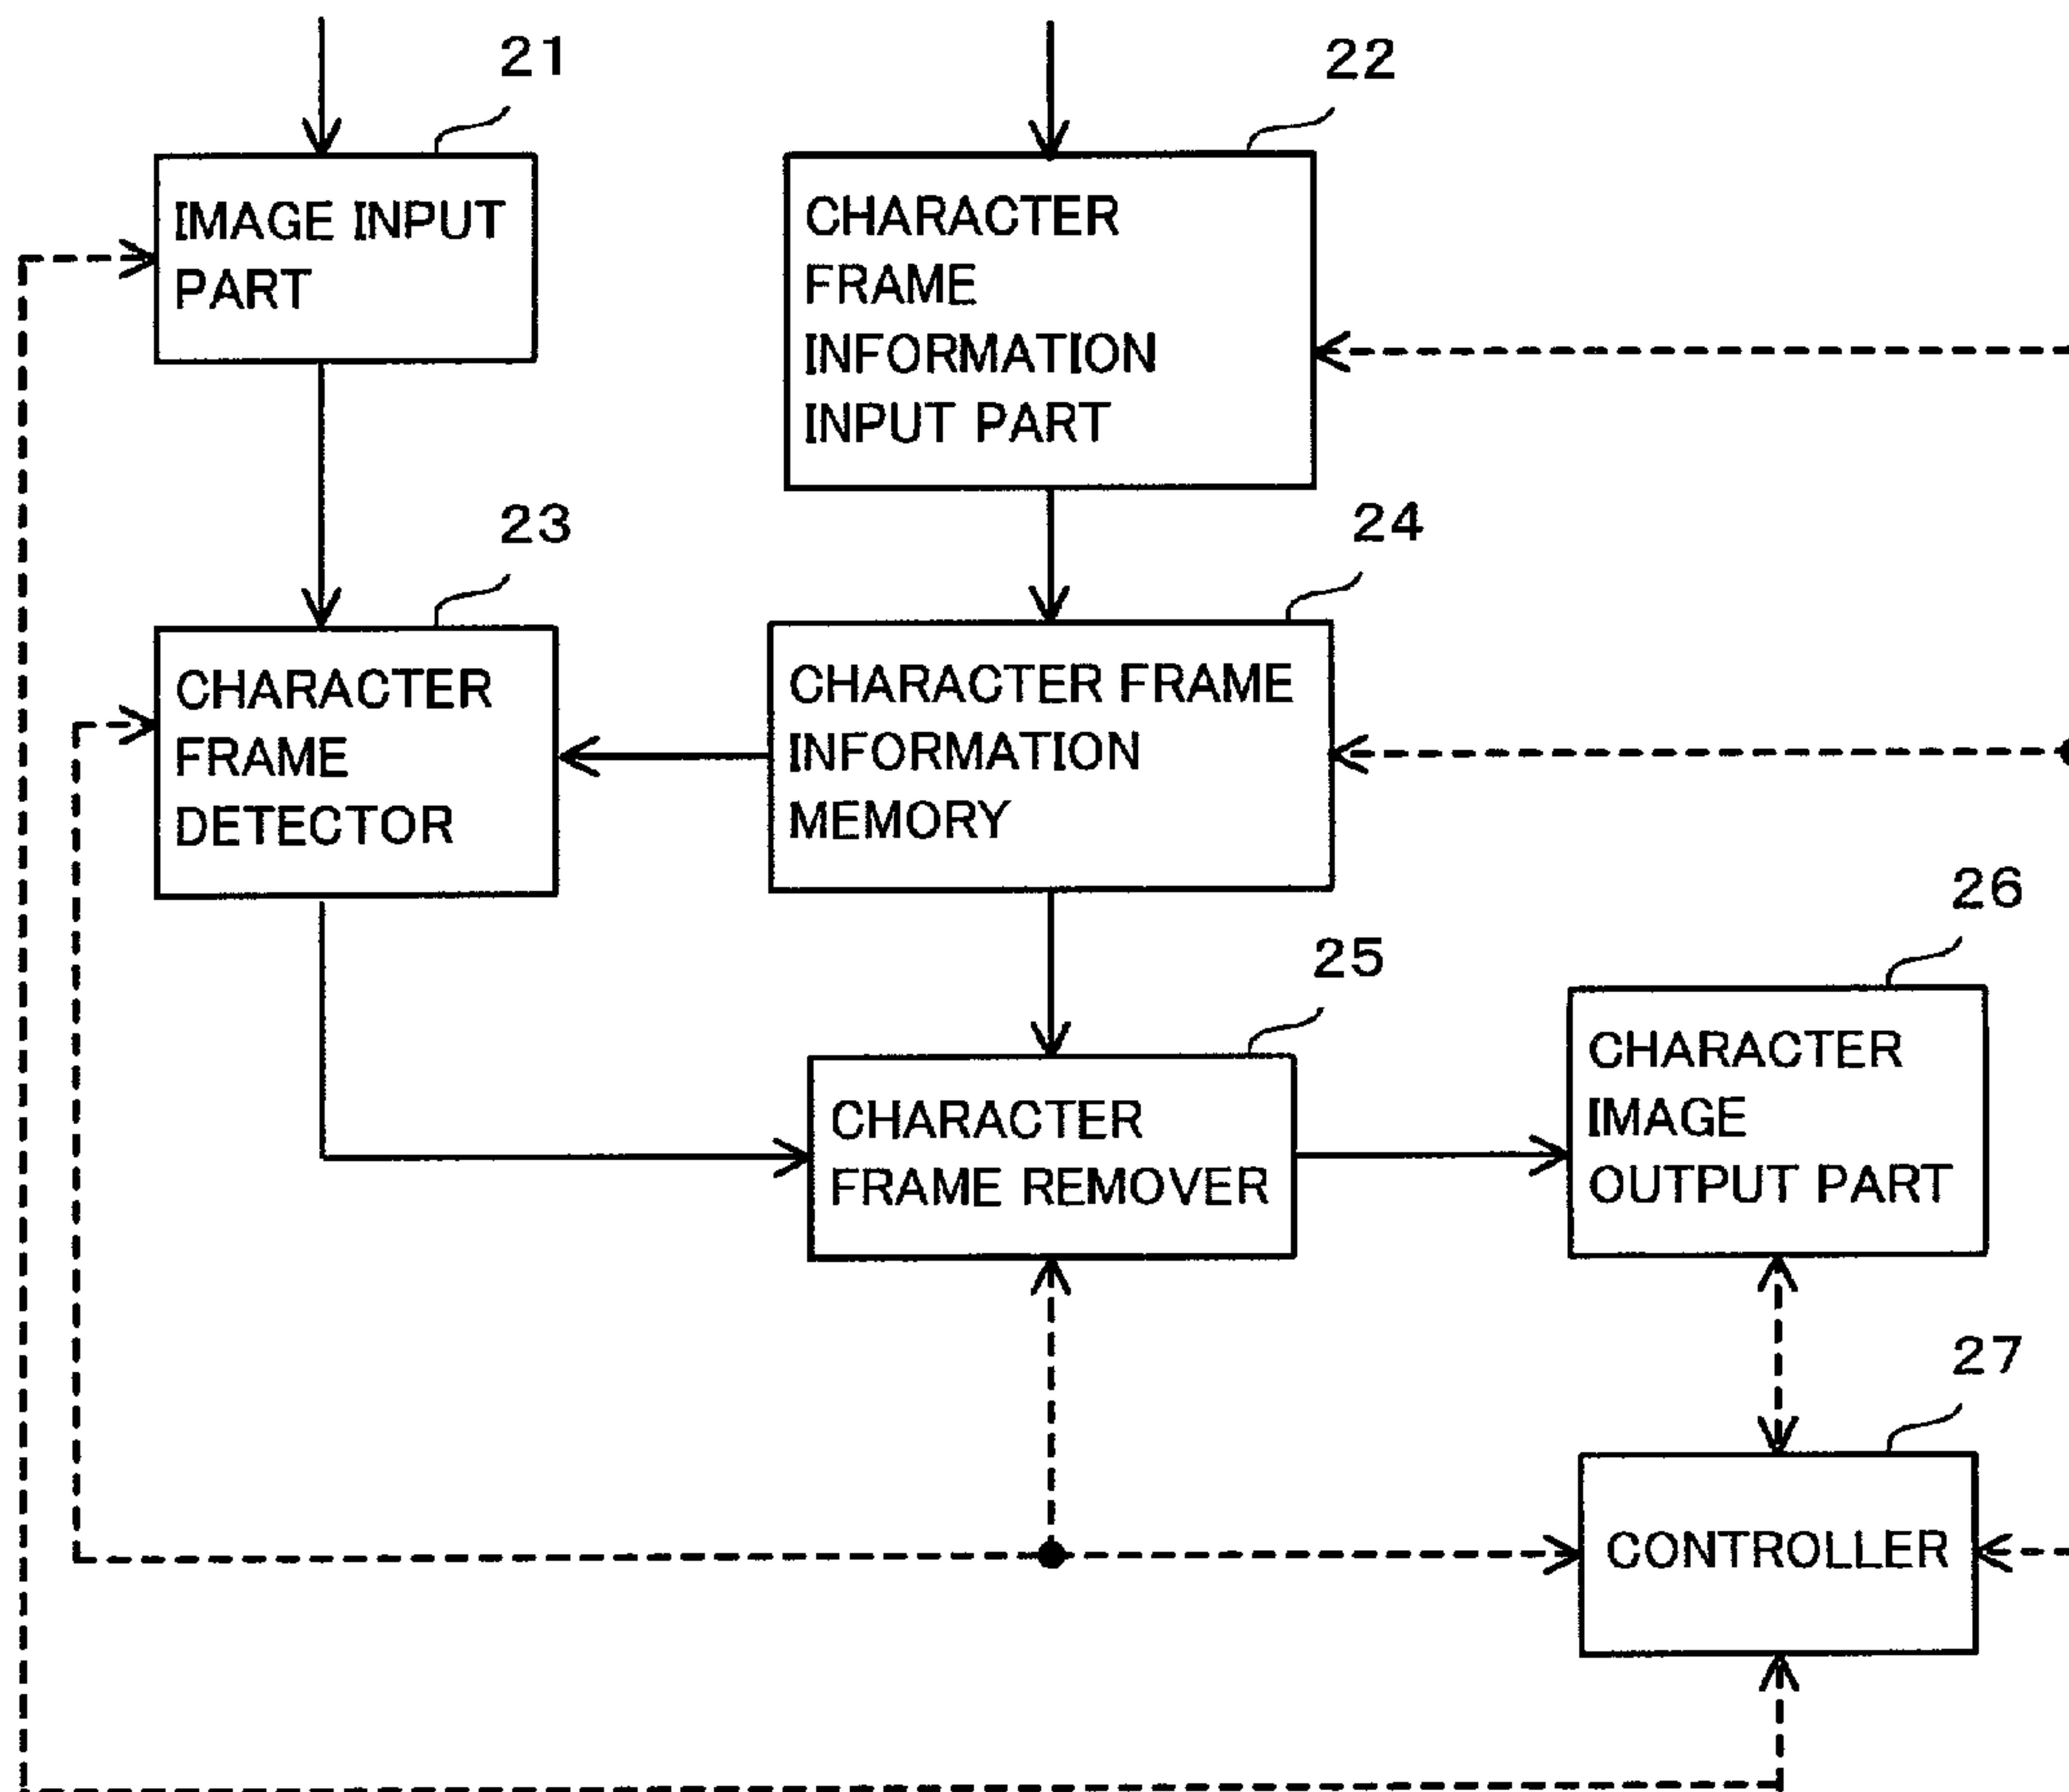 21
IMAGE INPUT
PART
22
CHARACTER
FRAME
INFORMATION
INPUT PART
23
CHARACTER
FRAME
DETECTOR
24
CHARACTER FRAME
INFORMATION
MEMORY
25
CHARACTER
FRAME REMOVER
26
CHARACTER
IMAGE
OUTPUT PART
27
CONTROLLER